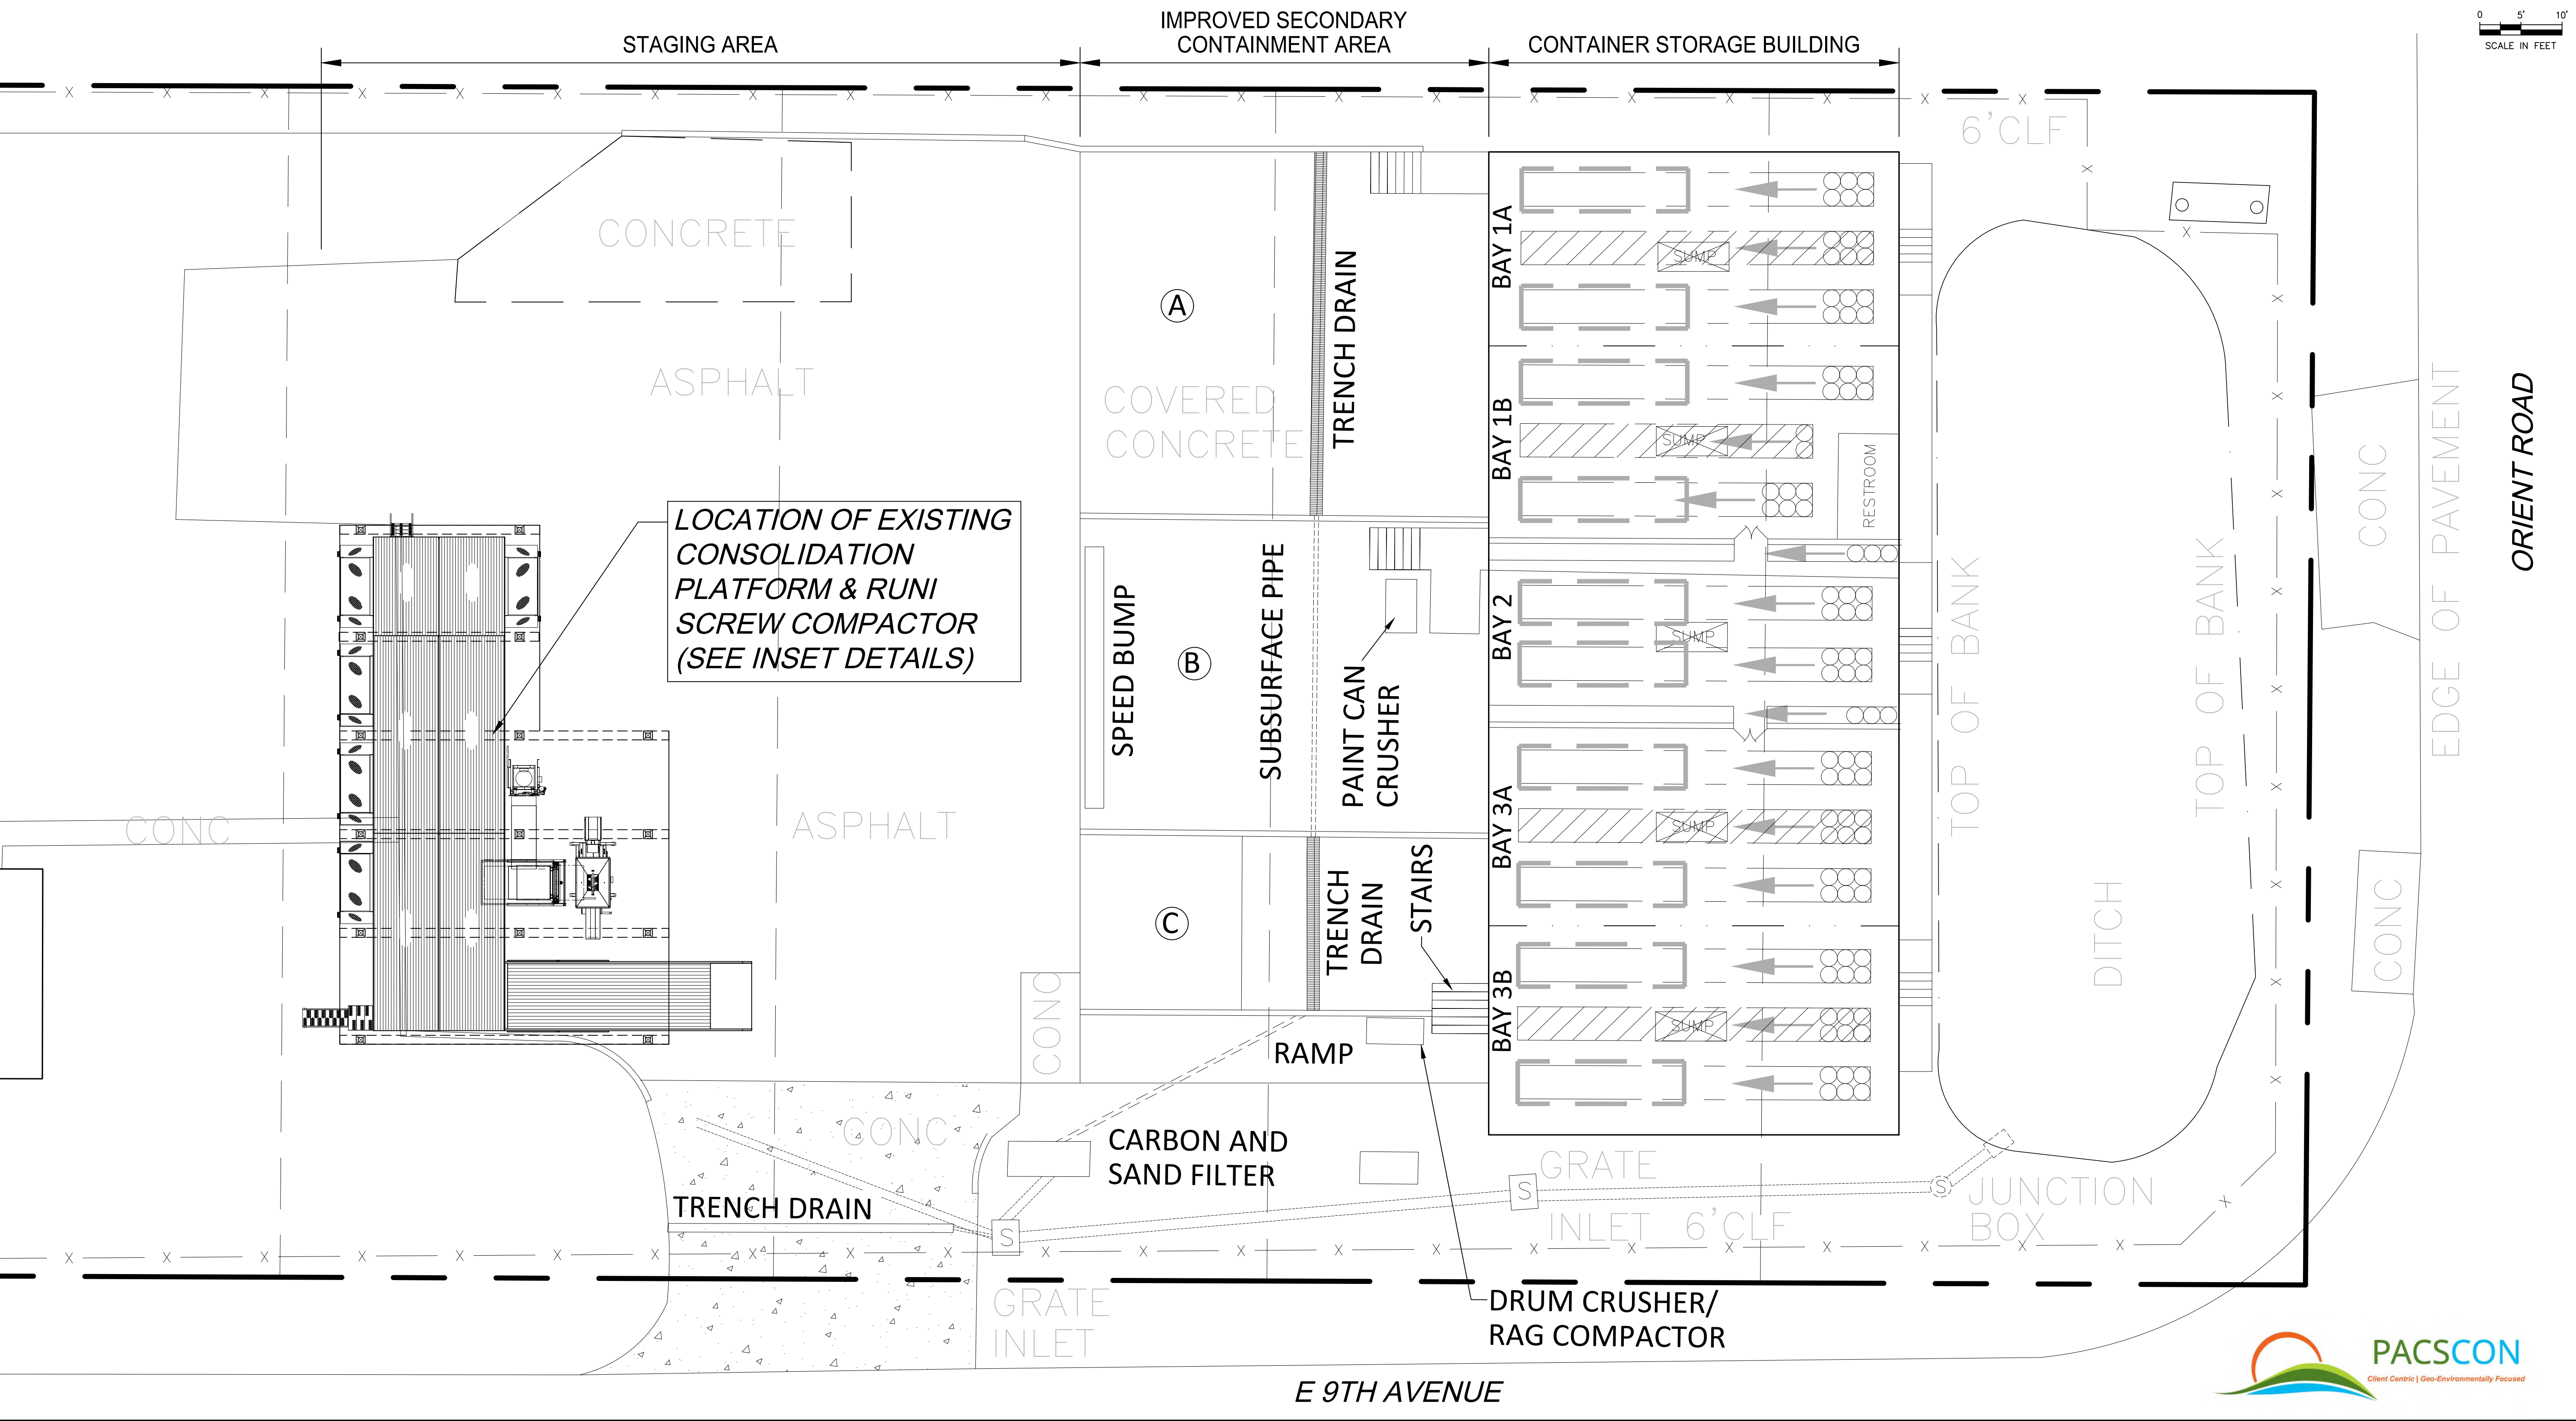 IMPROVED SECONDARY
CONTAINMENT AREA
STAGING AREA
CONTAINER STORAGE BUILDING
0 5' 10'
SCALE IN FEET
6'CLF
CONCRETE
ASPHALT
A
COVERED
CONCRETE
TRENCH DRAIN
BAY 1A
SUMP
BAY 1B
SUMP
RESTROOM
LOCATION OF EXISTING
CONSOLIDATION
PLATFORM & RUNI
SCREW COMPACTOR
(SEE INSET DETAILS)
SPEED BUMP
B
SUBSURFACE PIPE
PAINT CAN
CRUSHER
BAY 2
SUMP
TOP OF BANK
TOP OF BANK
CONC
EDGE OF PAVEMENT
ORIENT ROAD
CONC
ASPHALT
C
TRENCH
DRAIN
STAIRS
BAY 3A
SUMP
BAY 3B
SUMP
DITCH
CONC
CONC
RAMP
CONC
CARBON AND
SAND FILTER
TRENCH DRAIN
S
S
GRATE
INLET
6'CLF
S
JUNCTION
BOX
GRATE
INLET
DRUM CRUSHER/
RAG COMPACTOR
E 9TH AVENUE
PACSCON
Client Centric | Geo-Environmentally Focused